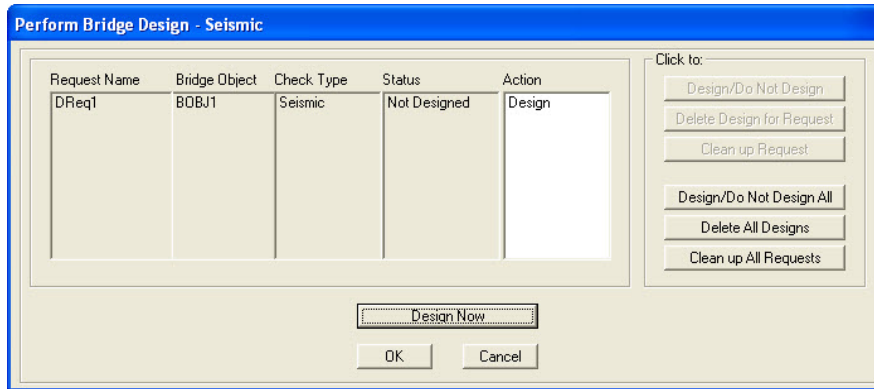 Perform Bridge Design - Seismic
Request Name Bridge Object Check Type Status Action
DReq1 BOBJ1 Seismic Not Designed Design
Click to:
Design/Do Not Design
Delete Design for Request
Clean up Request
Design/Do Not Design All
Delete All Designs
Clean up All Requests
Design Now
OK Cancel